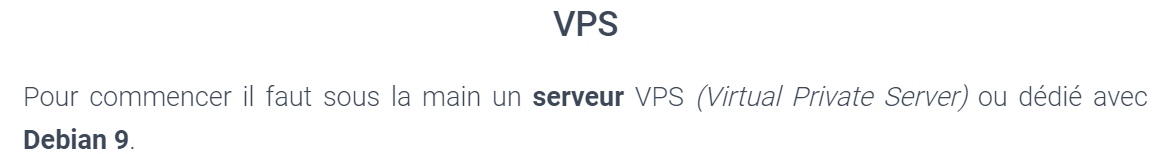 VPS
Pour commencer il faut sous la main un serveur VPS (Virtual Private Server) ou dédié avec
Debian 9.